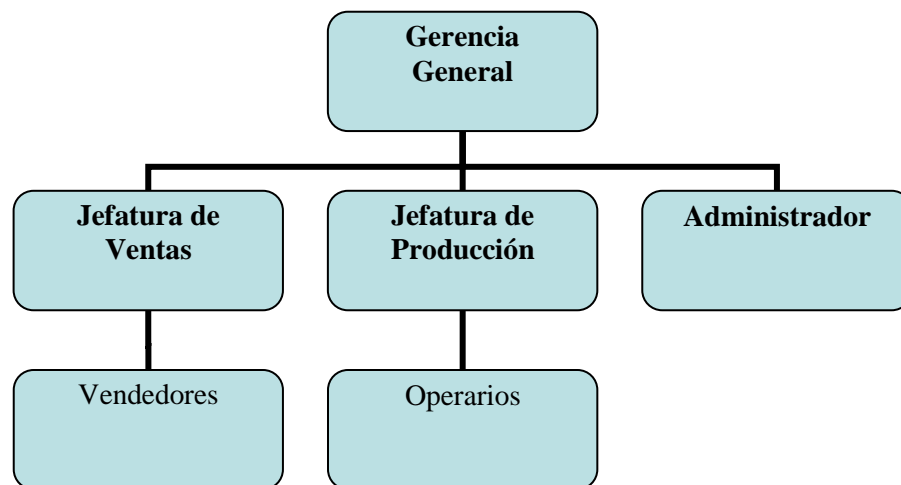 Gerencia
General
Jefatura de
Ventas
Jefatura de
Producción
Administrador
Vendedores
Operarios